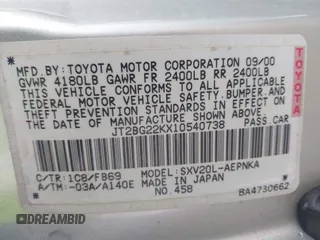 MFD.BY:TOYOTA MOTOR CORPORATION 09/00
GVWR 4180LB GAWR FR 2400LB RR 2400LB
THIS VEHICLE CONFORMS TO ALL APPLICABLE
FEDERAL MOTOR VEHICLE SAFETY,BUMPER,AND
THEFT PREVENTION STANDARDS IN EFFECT ON
THE DATE OF MANUFACTURE SHOWN ABOVE.
JT2BG22KX10540738 PASS.CAR
C/TR:1C8/FB69 MODEL:SXV20L-AEPNKA
A/TM:-03A/A140E MADE IN JAPAN
NO.458 BA4730662
TOYOTA